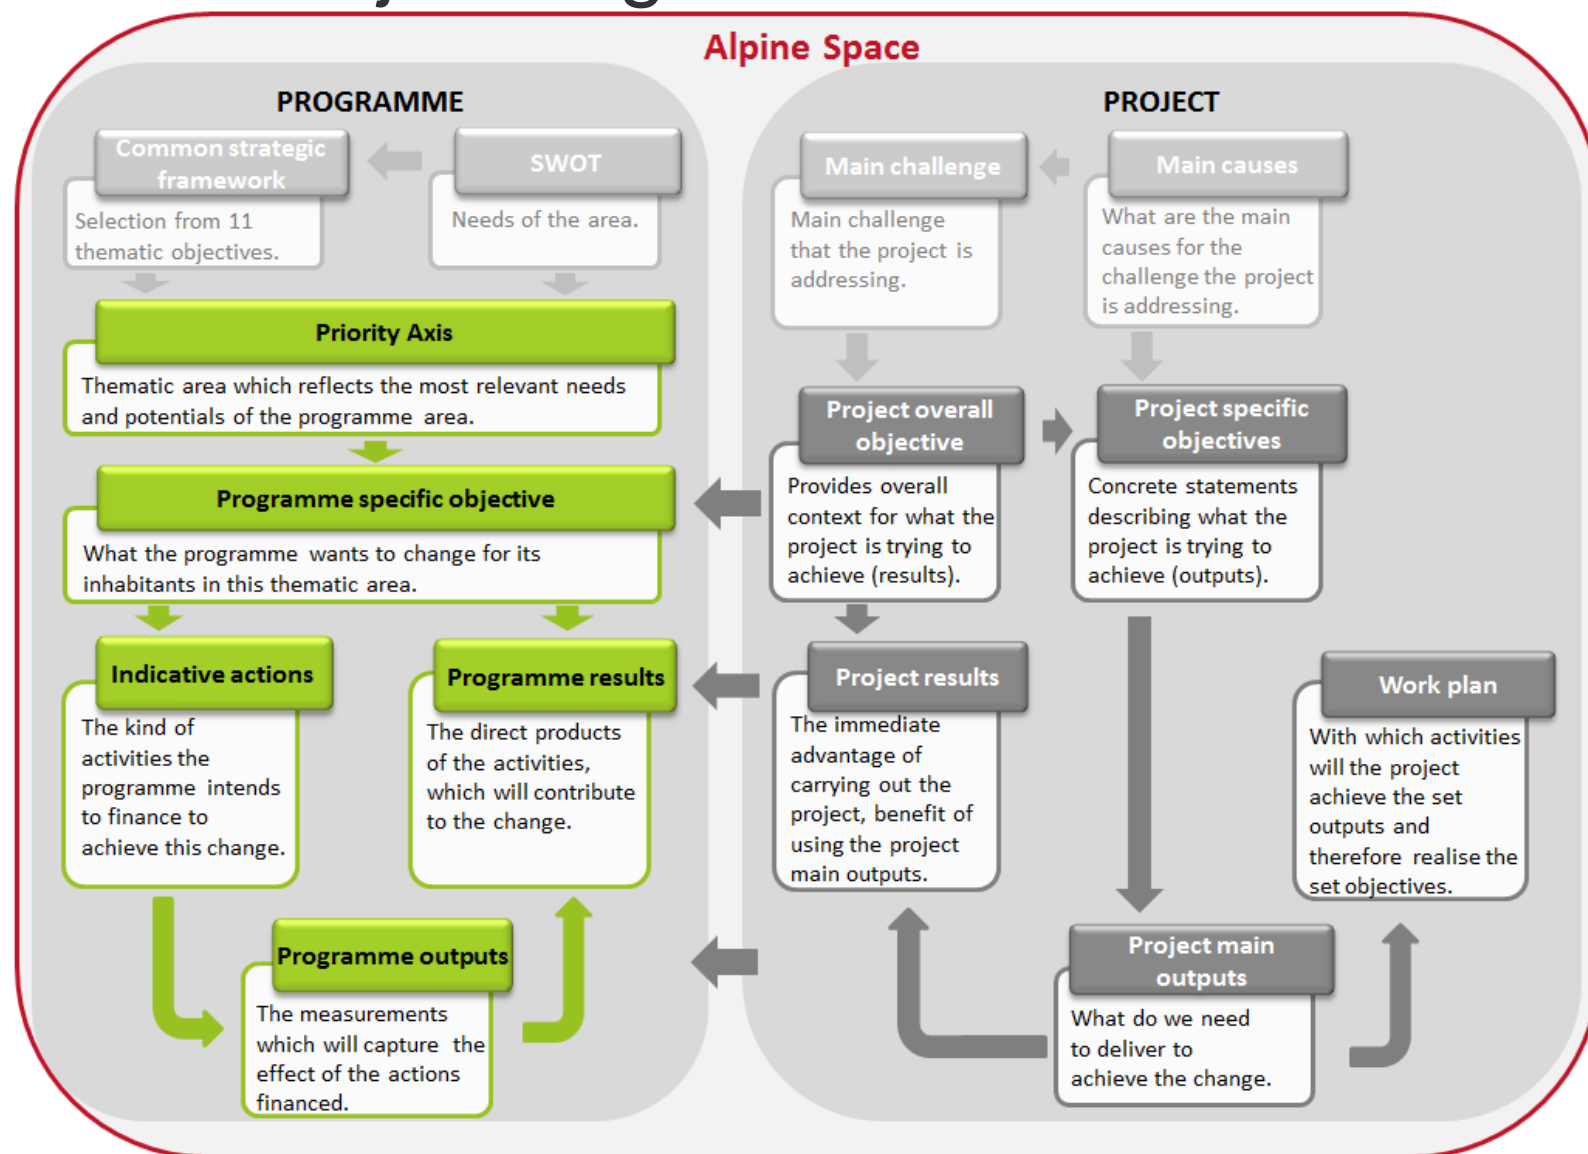 Alpine Space
PROGRAMME
Common strategic
framework
Selection from 11
thematic objectives.
SWOT
Needs of the area.
Priority Axis
Thematic area which reflects the most relevant needs
and potentials of the programme area.
Programme specific objective
What the programme wants to change for its
inhabitants in this thematic area.
Indicative actions
The kind of
activities the
programme intends
to finance to
achieve this change.
Programme results
The direct products
of the activities,
which will contribute
to the change.
Programme outputs
The measurements
which will capture the
effect of the actions
financed.
PROJECT
Main challenge
Main challenge
that the project is
addressing.
Main causes
What are the main
causes for the
challenge the project
is addressing.
Project overall
objective
Provides overall
context for what the
project is trying to
achieve (results).
Project specific
objectives
Concrete statements
describing what the
project is trying to
achieve (outputs).
Project results
The immediate
advantage of
carrying out the
project, benefit of
using the project
main outputs.
Work plan
With which activities
will the project
achieve the set
outputs and
therefore realise the
set objectives.
Project main
outputs
What do we need
to deliver to
achieve the change.